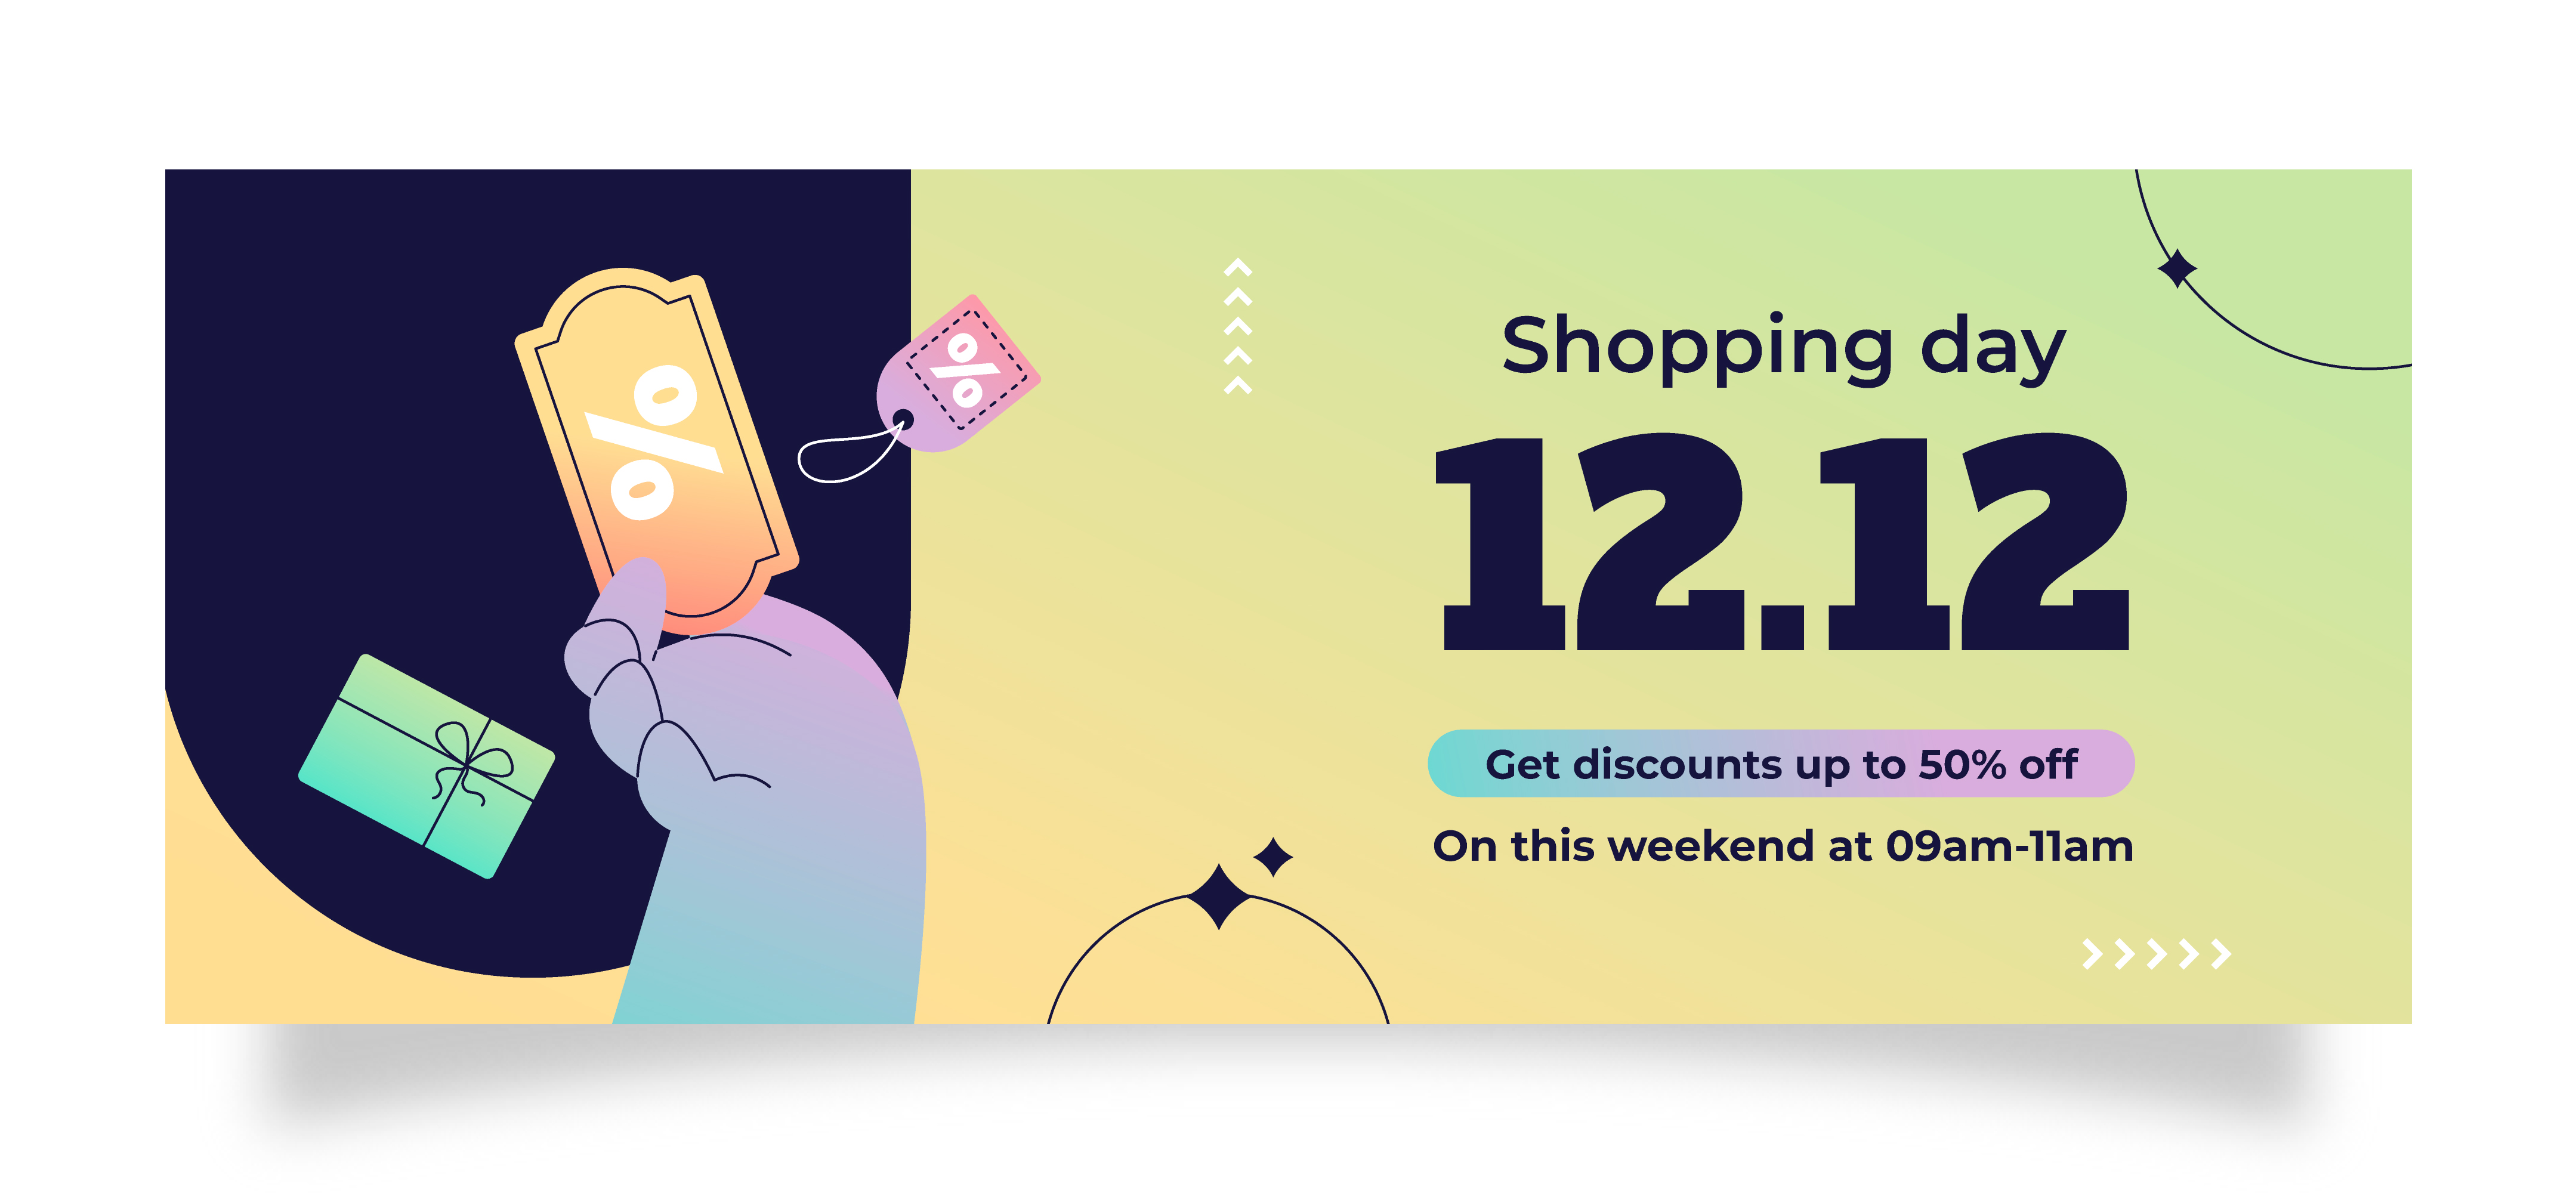 %
%
Shopping day
12.12
Get discounts up to 50% off
On this weekend at 09am-11am